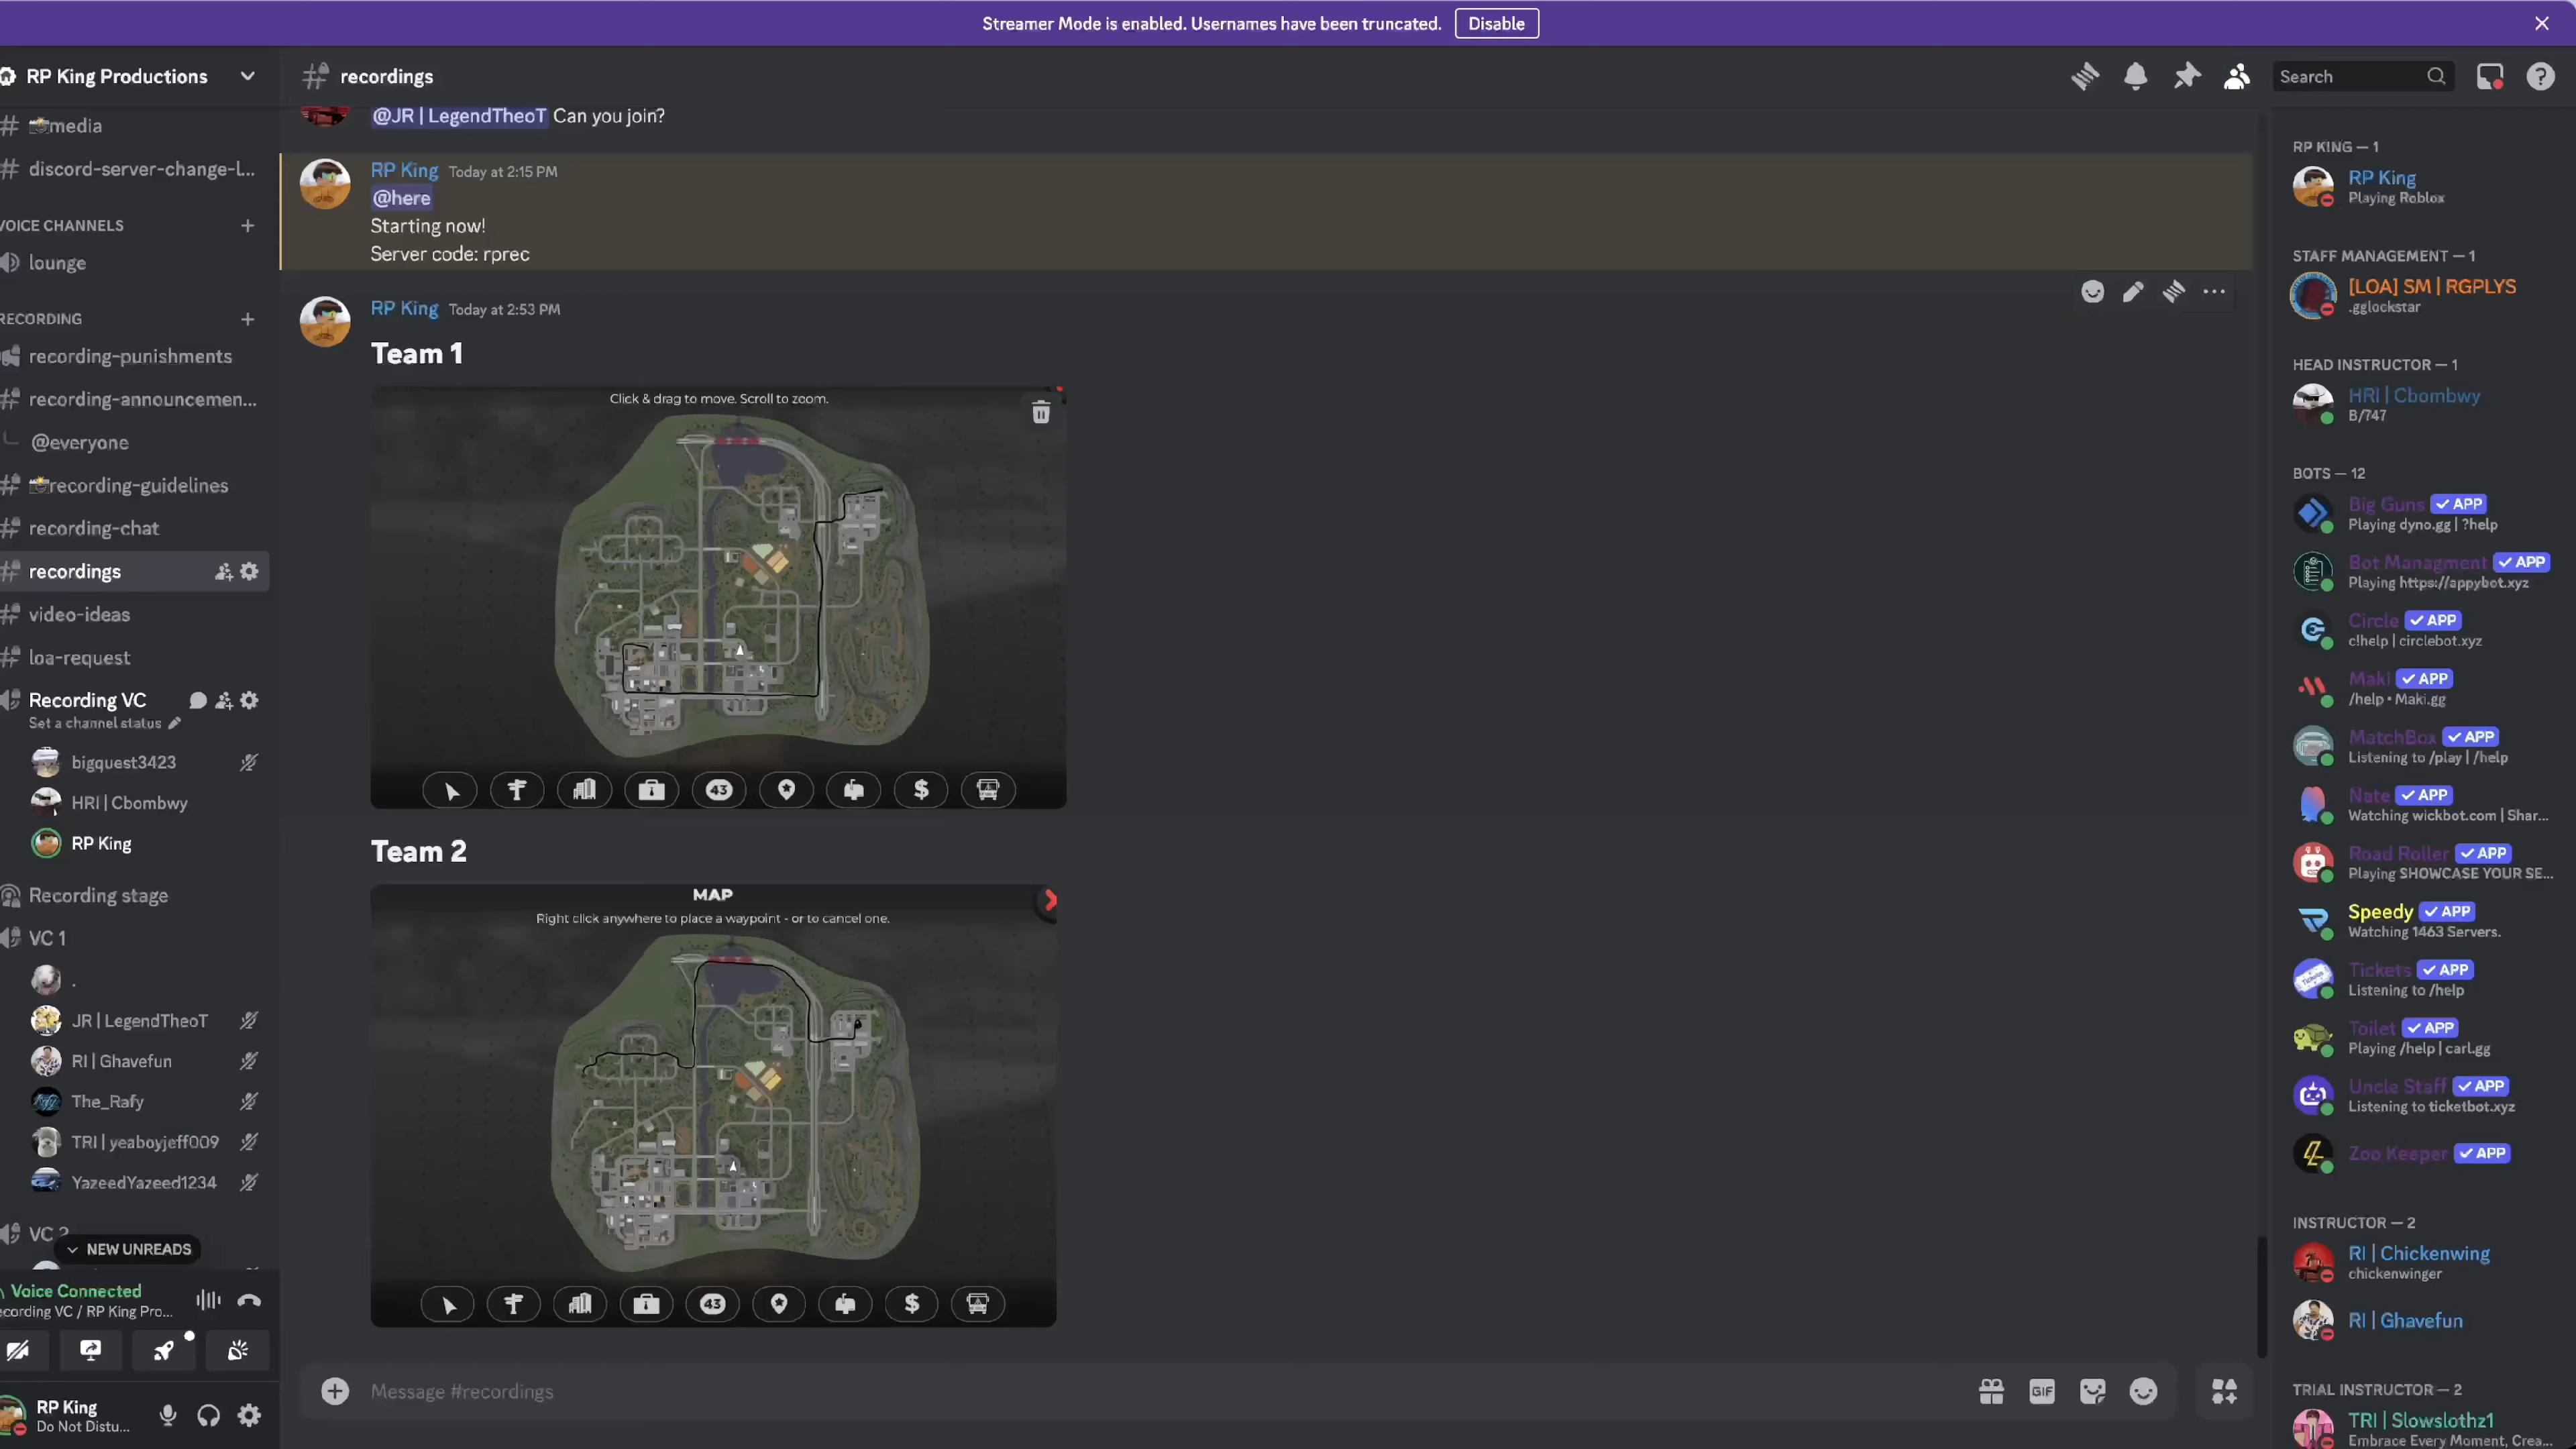 Streamer Mode is enabled. Usernames have been truncated. Disable
RP King Productions
media
discord-server-change-l...
VOICE CHANNELS
lounge
RECORDING
recording-punishments
recording-announcemen...
@everyone
recording-guidelines
recording-chat
recordings
video-ideas
loa-request
Recording VC
Set a channel status
bigquest3423
HRI | Cbombwy
RP King
Recording stage
VC 1
.
JR | LegendTheoT
RI | Ghavefun
The_Rafy
TRI | yeaboyjeff009
YazeedYazeed1234
VC 2
NEW UNREADS
Voice Connected
ecording VC / RP King Pro...
RP King
Do Not Distu...
recordings
Search
@JR | LegendTheoT Can you join?
RP King Today at 2:15 PM
@here
Starting now!
Server code: rprec
RP King Today at 2:53 PM
Team 1
Click & drag to move. Scroll to zoom.
43
$
Team 2
MAP
Right click anywhere to place a waypoint - or to cancel one.
43
$
Message #recordings
GIF
RP KING — 1
RP King
Playing Roblox
STAFF MANAGEMENT — 1
[LOA] SM | RGPLYS
.gglockstar
HEAD INSTRUCTOR — 1
HRI | Cbombwy
B/747
BOTS — 12
Big Guns APP
Playing dyno.gg | ?help
Bot Managment APP
Playing https://appybot.xyz
Circle APP
c!help | circlebot.xyz
Maki APP
/help • Maki.gg
MatchBox APP
Listening to /play | /help
Nate APP
Watching wickbot.com | Shar...
Road Roller APP
Playing SHOWCASE YOUR SE...
Speedy APP
Watching 1463 Servers.
Tickets APP
Listening to /help
Toilet APP
Playing /help | carl.gg
Uncle Staff APP
Listening to ticketbot.xyz
Zoo Keeper APP
INSTRUCTOR — 2
RI | Chickenwing
chickenwinger
RI | Ghavefun
TRIAL INSTRUCTOR — 2
TRI | Slowslothz1
Embrace Every Moment, Crea...